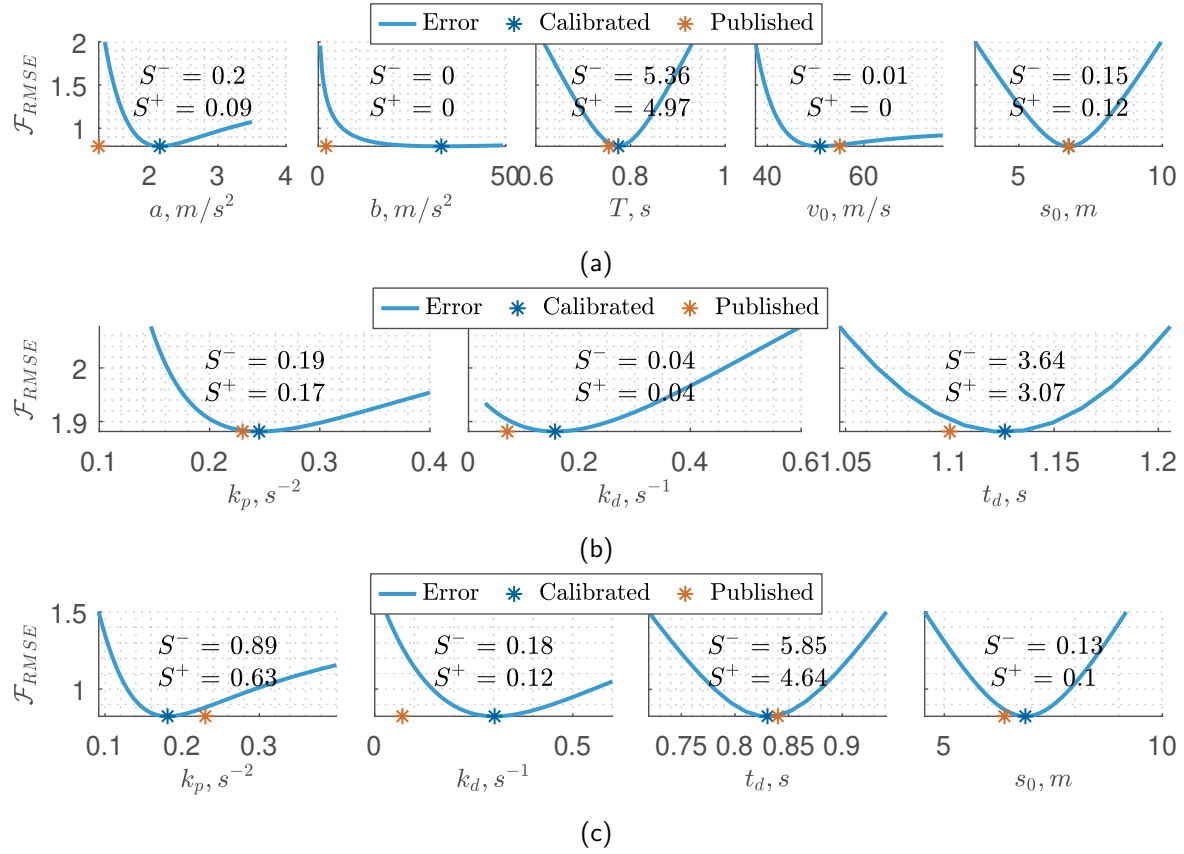 Error Calibrated Published
2
1.5
1
F_RMSE
S⁻ = 0.2 S⁻ = 0 S⁻ = 5.36 S⁻ = 0.01 S⁻ = 0.15
S⁺ = 0.09 S⁺ = 0 S⁺ = 4.97 S⁺ = 0 S⁺ = 0.12
2 3 4 0 500.6 0.8 1 40 60 5 10
a, m/s² b, m/s² T, s v₀, m/s s₀, m
(a)
Error Calibrated Published
2
1.9
F_RMSE
S⁻ = 0.19 S⁻ = 0.04 S⁻ = 3.64
S⁺ = 0.17 S⁺ = 0.04 S⁺ = 3.07
0.1 0.2 0.3 0.4 0 0.2 0.4 0.61.05 1.1 1.15 1.2
k_p, s⁻² k_d, s⁻¹ t_d, s
(b)
Error Calibrated Published
1.5
1
F_RMSE
S⁻ = 0.89 S⁻ = 0.18 S⁻ = 5.85 S⁻ = 0.13
S⁺ = 0.63 S⁺ = 0.12 S⁺ = 4.64 S⁺ = 0.1
0.1 0.2 0.3 0 0.5 0.75 0.8 0.85 0.9 5 10
k_p, s⁻² k_d, s⁻¹ t_d, s s₀, m
(c)